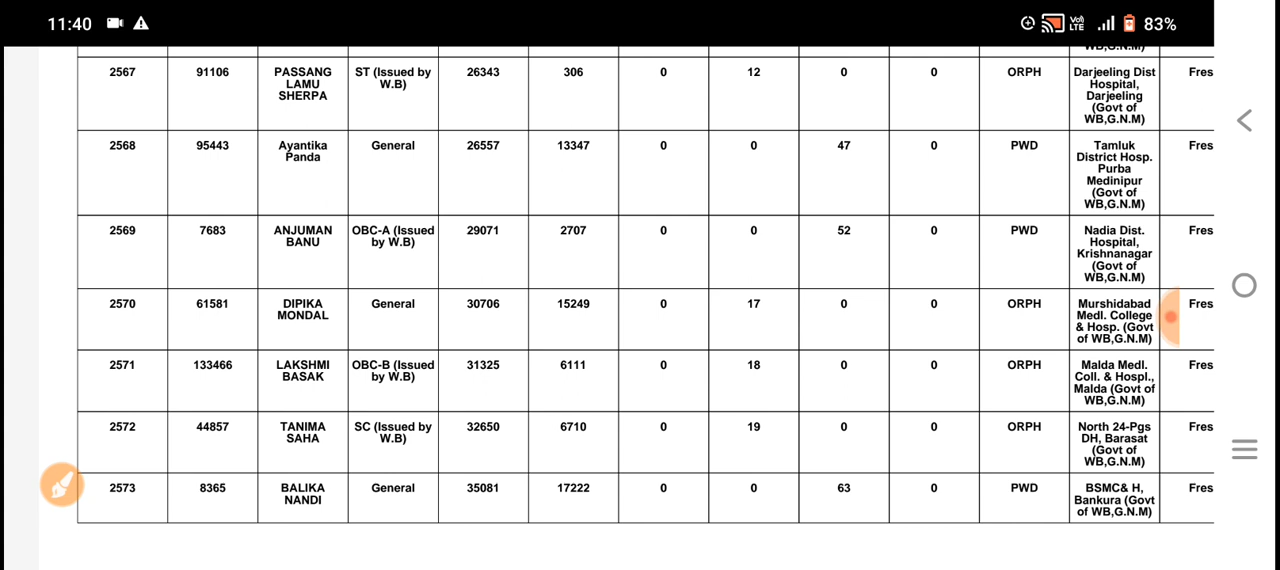 11:40 Vo) LTE 83%
WB,G.N.M)
2567 91106 PASSANG LAMU SHERPA ST (Issued by W.B) 26343 306 0 12 0 0 ORPH Darjeeling Dist Hospital, Darjeeling (Govt of WB,G.N.M) Fres
2568 95443 Ayantika Panda General 26557 13347 0 0 47 0 PWD Tamluk District Hosp. Purba Medinipur (Govt of WB,G.N.M) Fres
2569 7683 ANJUMAN BANU OBC-A (Issued by W.B) 29071 2707 0 0 52 0 PWD Nadia Dist. Hospital, Krishnanagar (Govt of WB,G.N.M) Fres
2570 61581 DIPIKA MONDAL General 30706 15249 0 17 0 0 ORPH Murshidabad Medl. College & Hosp. (Govt of WB,G.N.M) Fres
2571 133466 LAKSHMI BASAK OBC-B (Issued by W.B) 31325 6111 0 18 0 0 ORPH Malda Medl. Coll. & Hospl., Malda (Govt of WB,G.N.M) Fres
2572 44857 TANIMA SAHA SC (Issued by W.B) 32650 6710 0 19 0 0 ORPH North 24-Pgs DH, Barasat (Govt of WB,G.N.M) Fres
2573 8365 BALIKA NANDI General 35081 17222 0 0 63 0 PWD BSMC& H, Bankura (Govt of WB,G.N.M) Fres